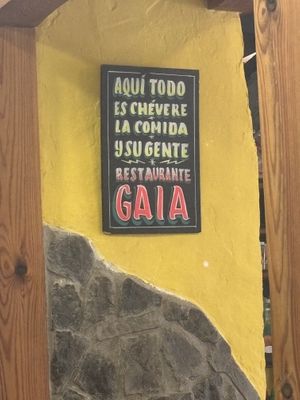 AQUÍ TODO
ES CHÉVERE
LA COMIDA
Y SU GENTE
RESTAURANTE
GAIA